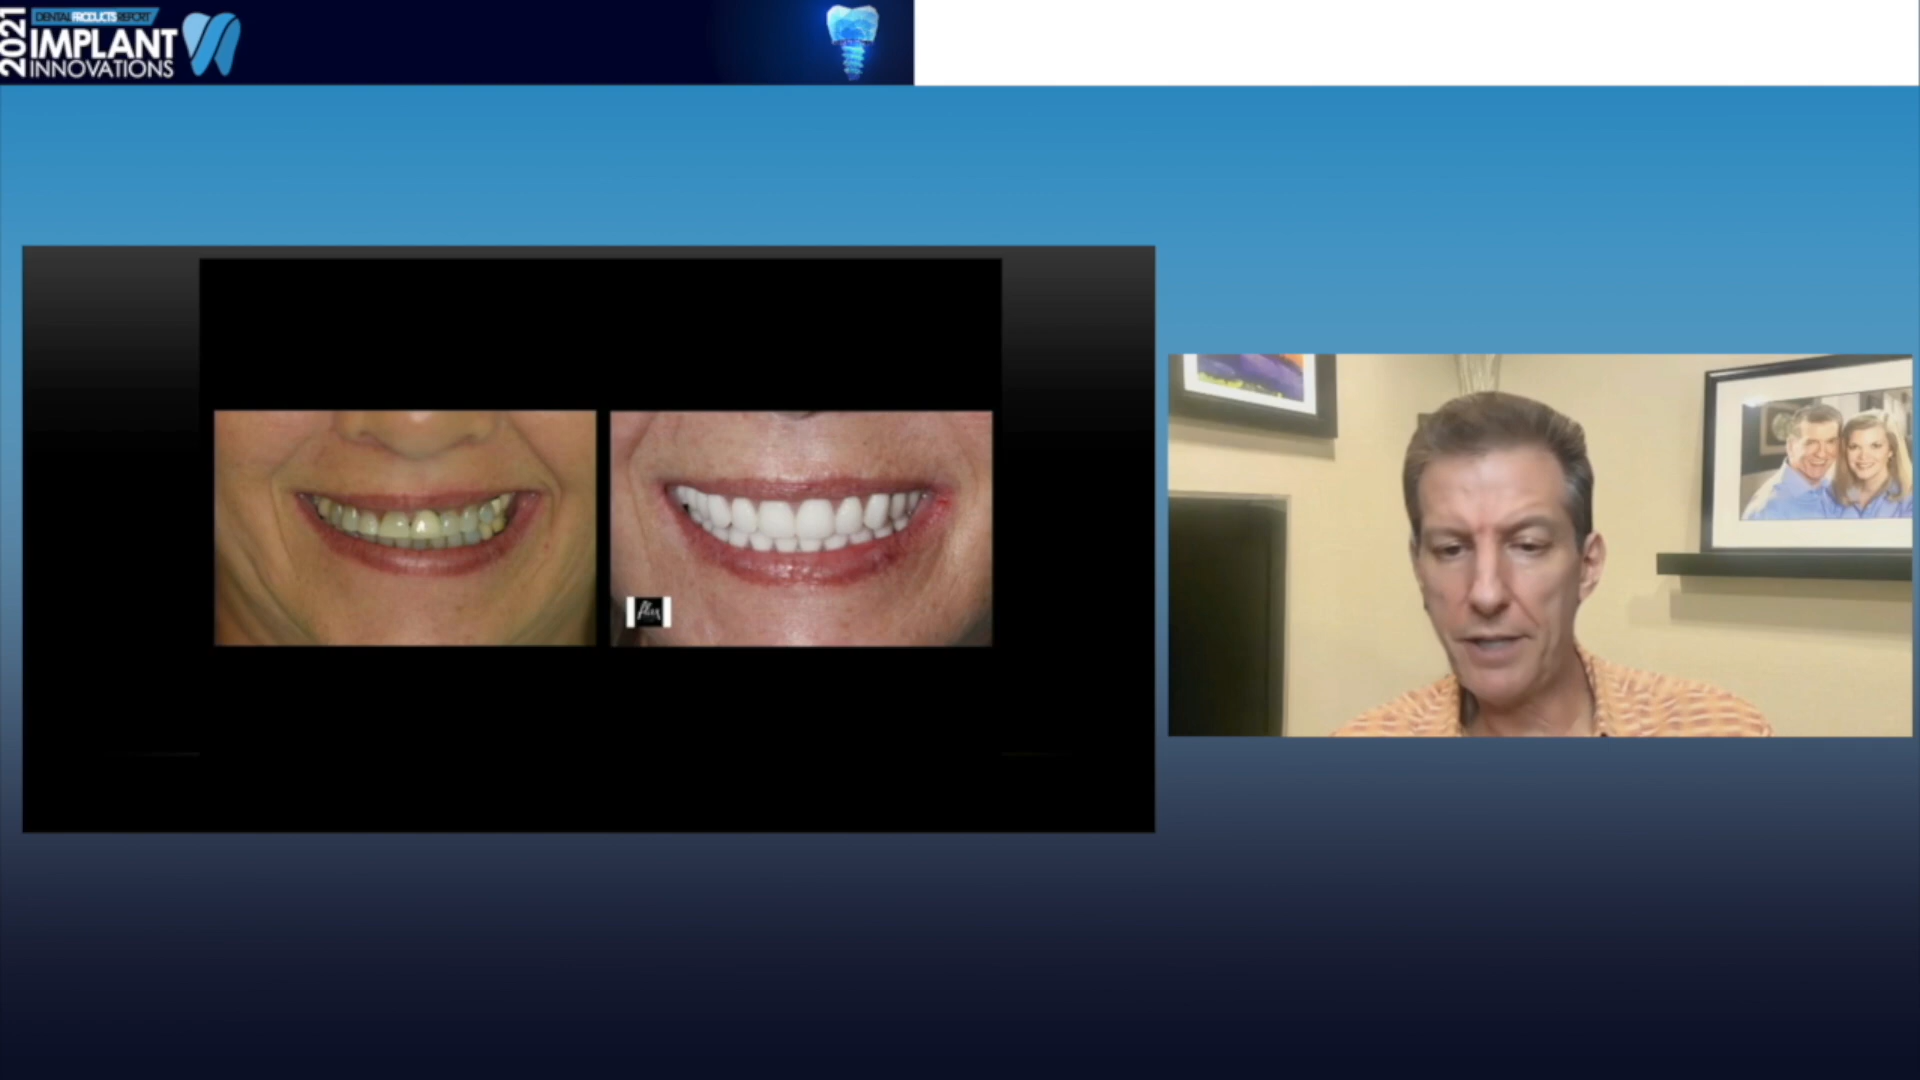 2021
DENTAL PRODUCTS REPORT
IMPLANT
INNOVATIONS